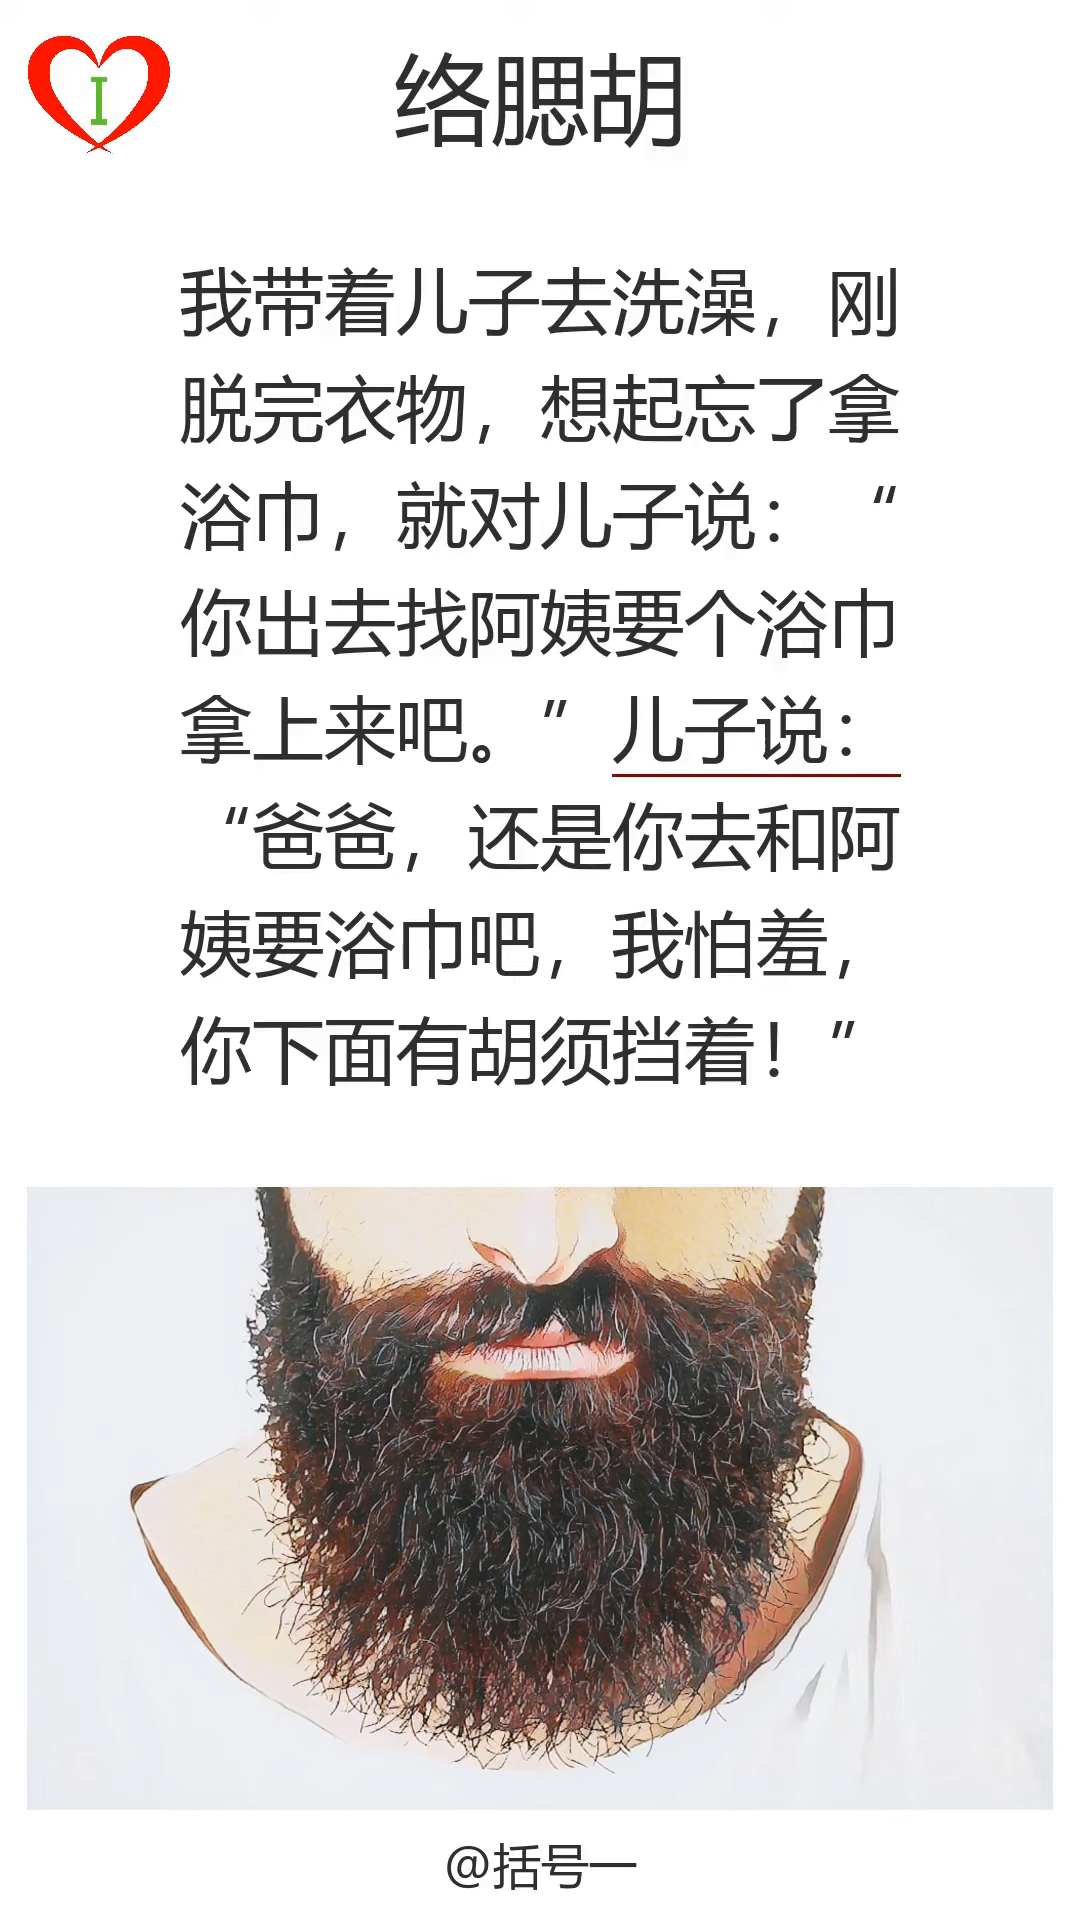 I
络腮胡
我带着儿子去洗澡，刚
脱完衣物，想起忘了拿
浴巾，就对儿子说：“
你出去找阿姨要个浴巾
拿上来吧。”儿子说：
“爸爸，还是你去和阿
姨要浴巾吧，我怕羞，
你下面有胡须挡着！”
@括号一